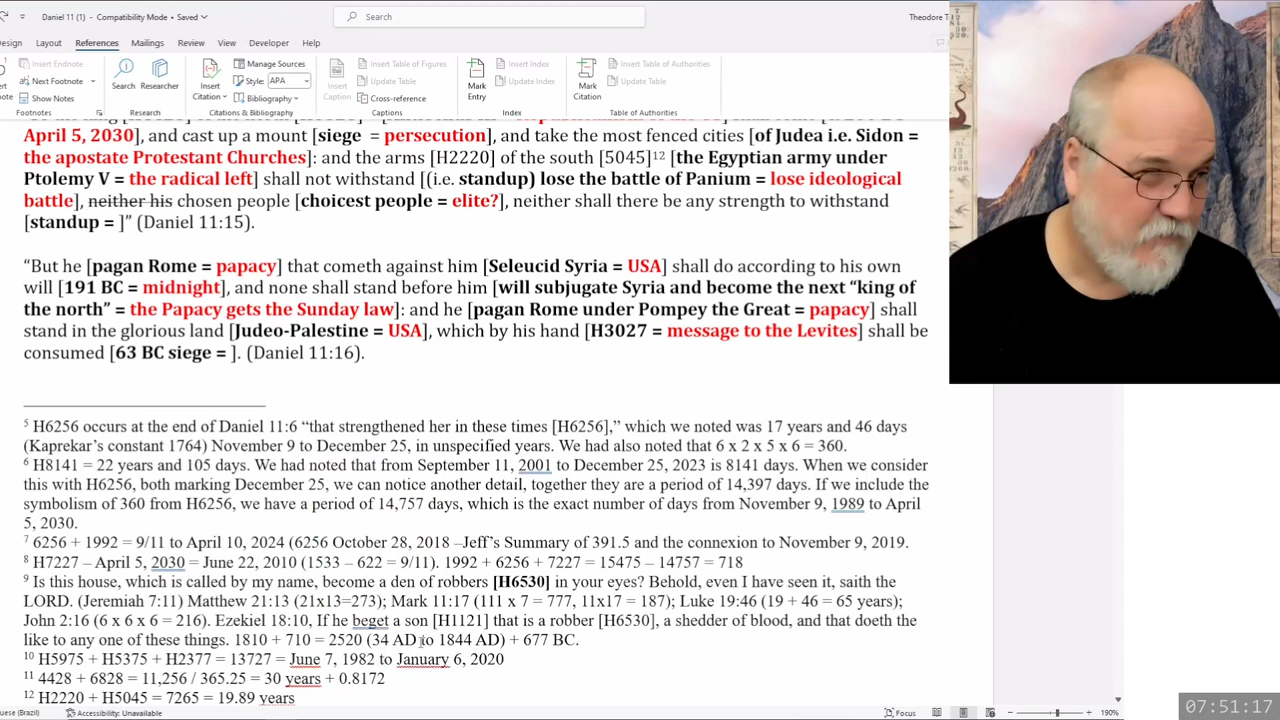 Daniel 11 (1) - Compatibility Mode • Saved
Search
Theodore T
esign Layout References Mailings Review View Developer Help
Insert Endnote
Next Footnote
Show Notes
Footnotes
Search
Researcher
Research
Insert Citation
Manage Sources
Style: APA
Bibliography
Citations & Bibliography
Insert Caption
Insert Table of Figures
Update Table
Cross-reference
Captions
Mark Entry
Insert Index
Update Index
Index
Mark Citation
Insert Table of Authorities
Update Table
Table of Authorities
April 5, 2030], and cast up a mount [siege = persecution], and take the most fenced cities [of Judea i.e. Sidon =
the apostate Protestant Churches]: and the arms [H2220] of the south [5045]12 [the Egyptian army under
Ptolemy V = the radical left] shall not withstand [(i.e. standup) lose the battle of Panium = lose ideological
battle], neither his chosen people [choicest people = elite?], neither shall there be any strength to withstand
[standup = ]” (Daniel 11:15).
“But he [pagan Rome = papacy] that cometh against him [Seleucid Syria = USA] shall do according to his own
will [191 BC = midnight], and none shall stand before him [will subjugate Syria and become the next “king of
the north” = the Papacy gets the Sunday law]: and he [pagan Rome under Pompey the Great = papacy] shall
stand in the glorious land [Judeo-Palestine = USA], which by his hand [H3027 = message to the Levites] shall be
consumed [63 BC siege = ]. (Daniel 11:16).
5 H6256 occurs at the end of Daniel 11:6 “that strengthened her in these times [H6256],” which we noted was 17 years and 46 days
(Kaprekar’s constant 1764) November 9 to December 25, in unspecified years. We had also noted that 6 x 2 x 5 x 6 = 360.
6 H8141 = 22 years and 105 days. We had noted that from September 11, 2001 to December 25, 2023 is 8141 days. When we consider
this with H6256, both marking December 25, we can notice another detail, together they are a period of 14,397 days. If we include the
symbolism of 360 from H6256, we have a period of 14,757 days, which is the exact number of days from November 9, 1989 to April
5, 2030.
7 6256 + 1992 = 9/11 to April 10, 2024 (6256 October 28, 2018 –Jeff’s Summary of 391.5 and the connexion to November 9, 2019.
8 H7227 – April 5, 2030 = June 22, 2010 (1533 – 622 = 9/11). 1992 + 6256 + 7227 = 15475 – 14757 = 718
9 Is this house, which is called by my name, become a den of robbers [H6530] in your eyes? Behold, even I have seen it, saith the
LORD. (Jeremiah 7:11) Matthew 21:13 (21x13=273); Mark 11:17 (111 x 7 = 777, 11x17 = 187); Luke 19:46 (19 + 46 = 65 years);
John 2:16 (6 x 6 x 6 = 216). Ezekiel 18:10, If he beget a son [H1121] that is a robber [H6530], a shedder of blood, and that doeth the
like to any one of these things. 1810 + 710 = 2520 (34 AD to 1844 AD) + 677 BC.
10 H5975 + H5375 + H2377 = 13727 = June 7, 1982 to January 6, 2020
11 4428 + 6828 = 11,256 / 365.25 = 30 years + 0.8172
12 H2220 + H5045 = 7265 = 19.89 years
uese (Brazil) Accessibility: Unavailable
Focus
190%
07:51:17